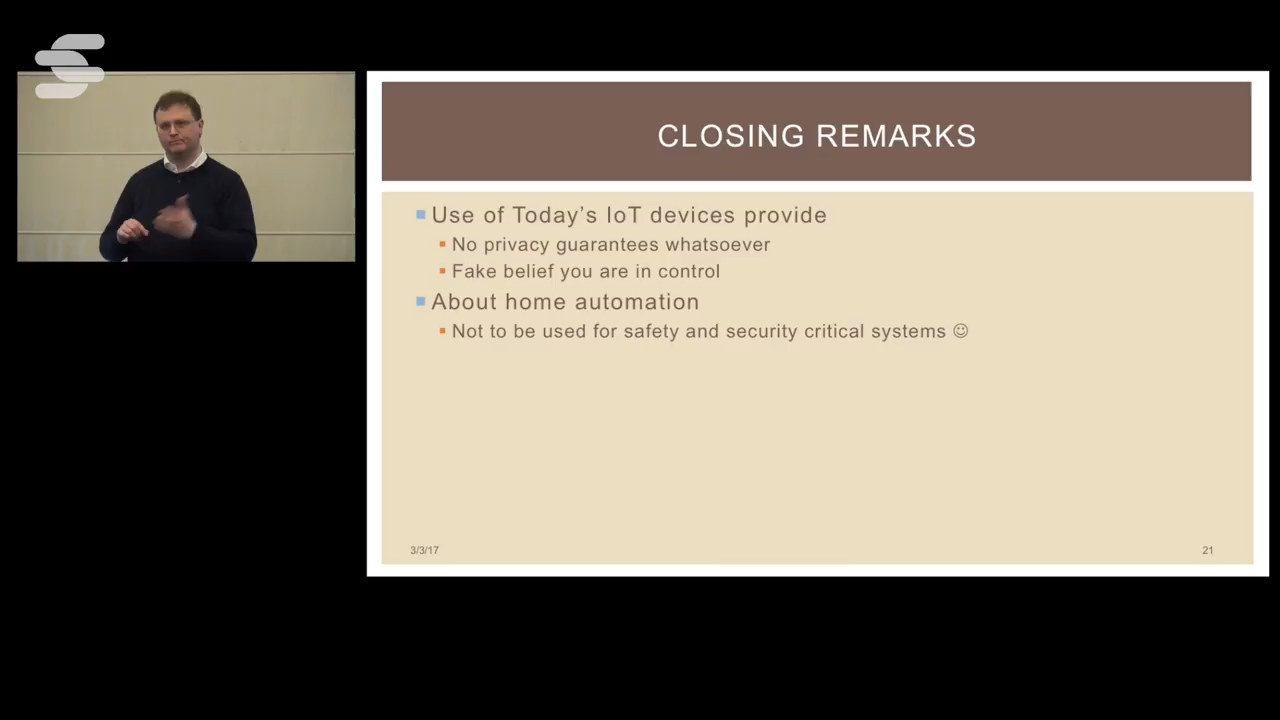 CLOSING REMARKS
Use of Today's IoT devices provide
No privacy guarantees whatsoever
Fake belief you are in control
About home automation
Not to be used for safety and security critical systems ☺
3/3/17
21